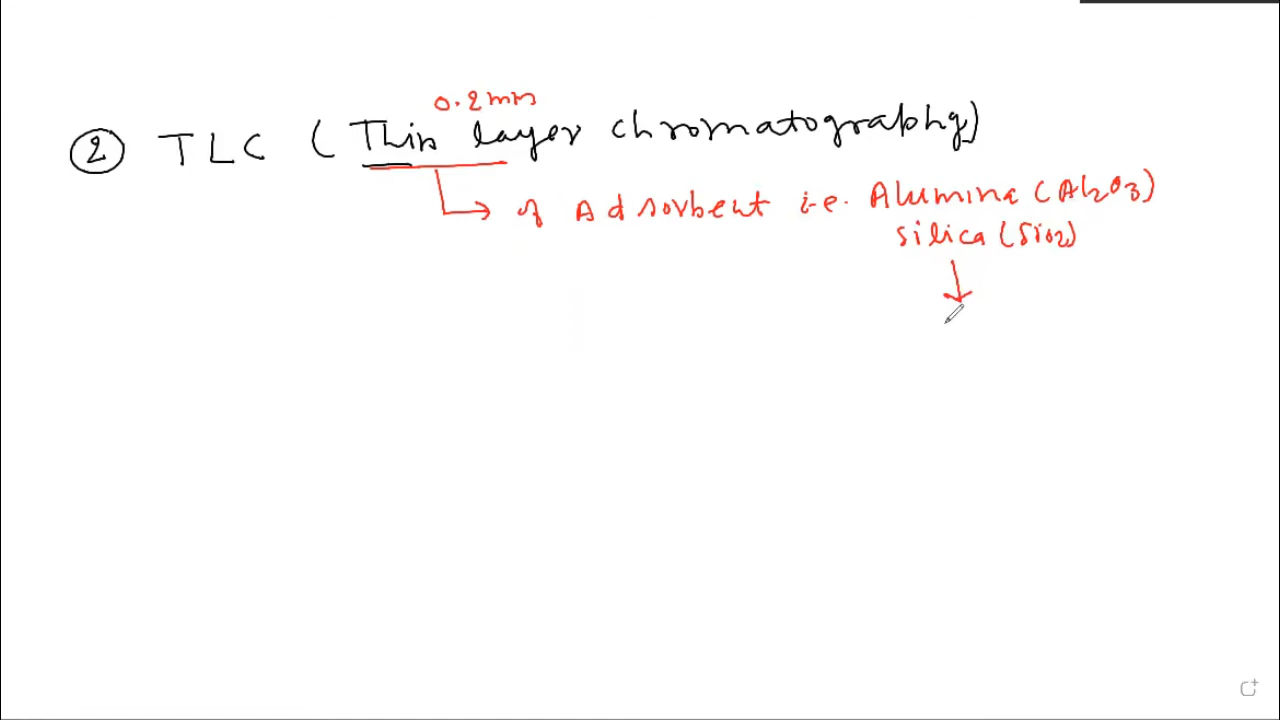 0.2mm
② TLC (Thin layer chromatography)
of Adsorbent i.e. Alumina (Al2O3)
silica (SiO2)